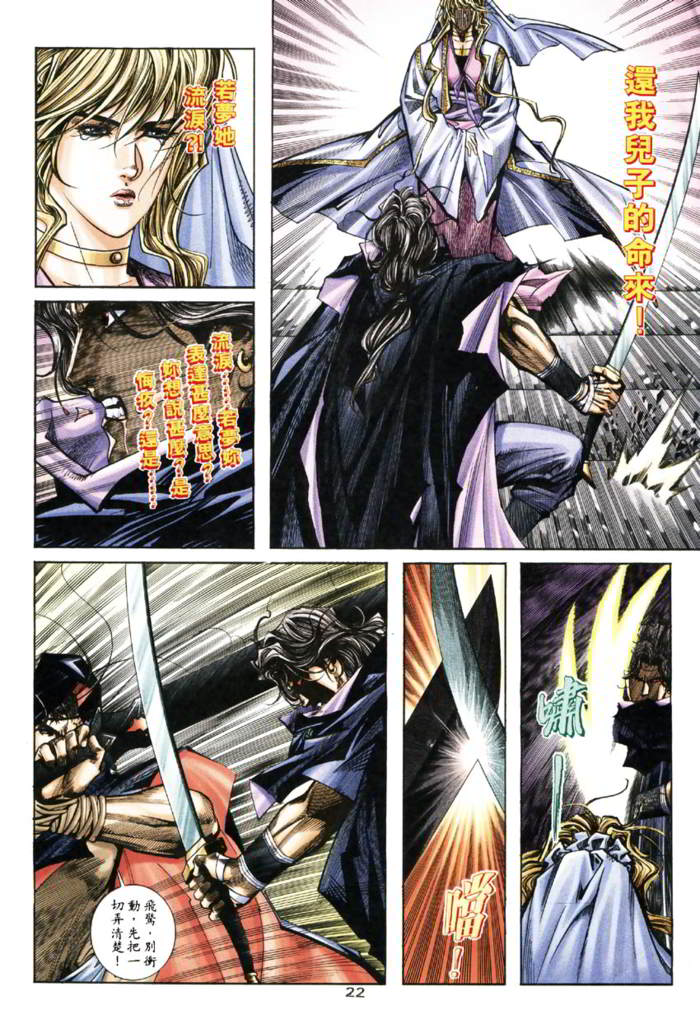 還我兒子的命來！
若夢她
流淚？！
流淚……若夢妳
表達甚麼意思？
妳想說甚麼？是
悔疚？還是……
嘯！
噹！
飛鷲，別衝
動，先把一
切弄清楚！
22